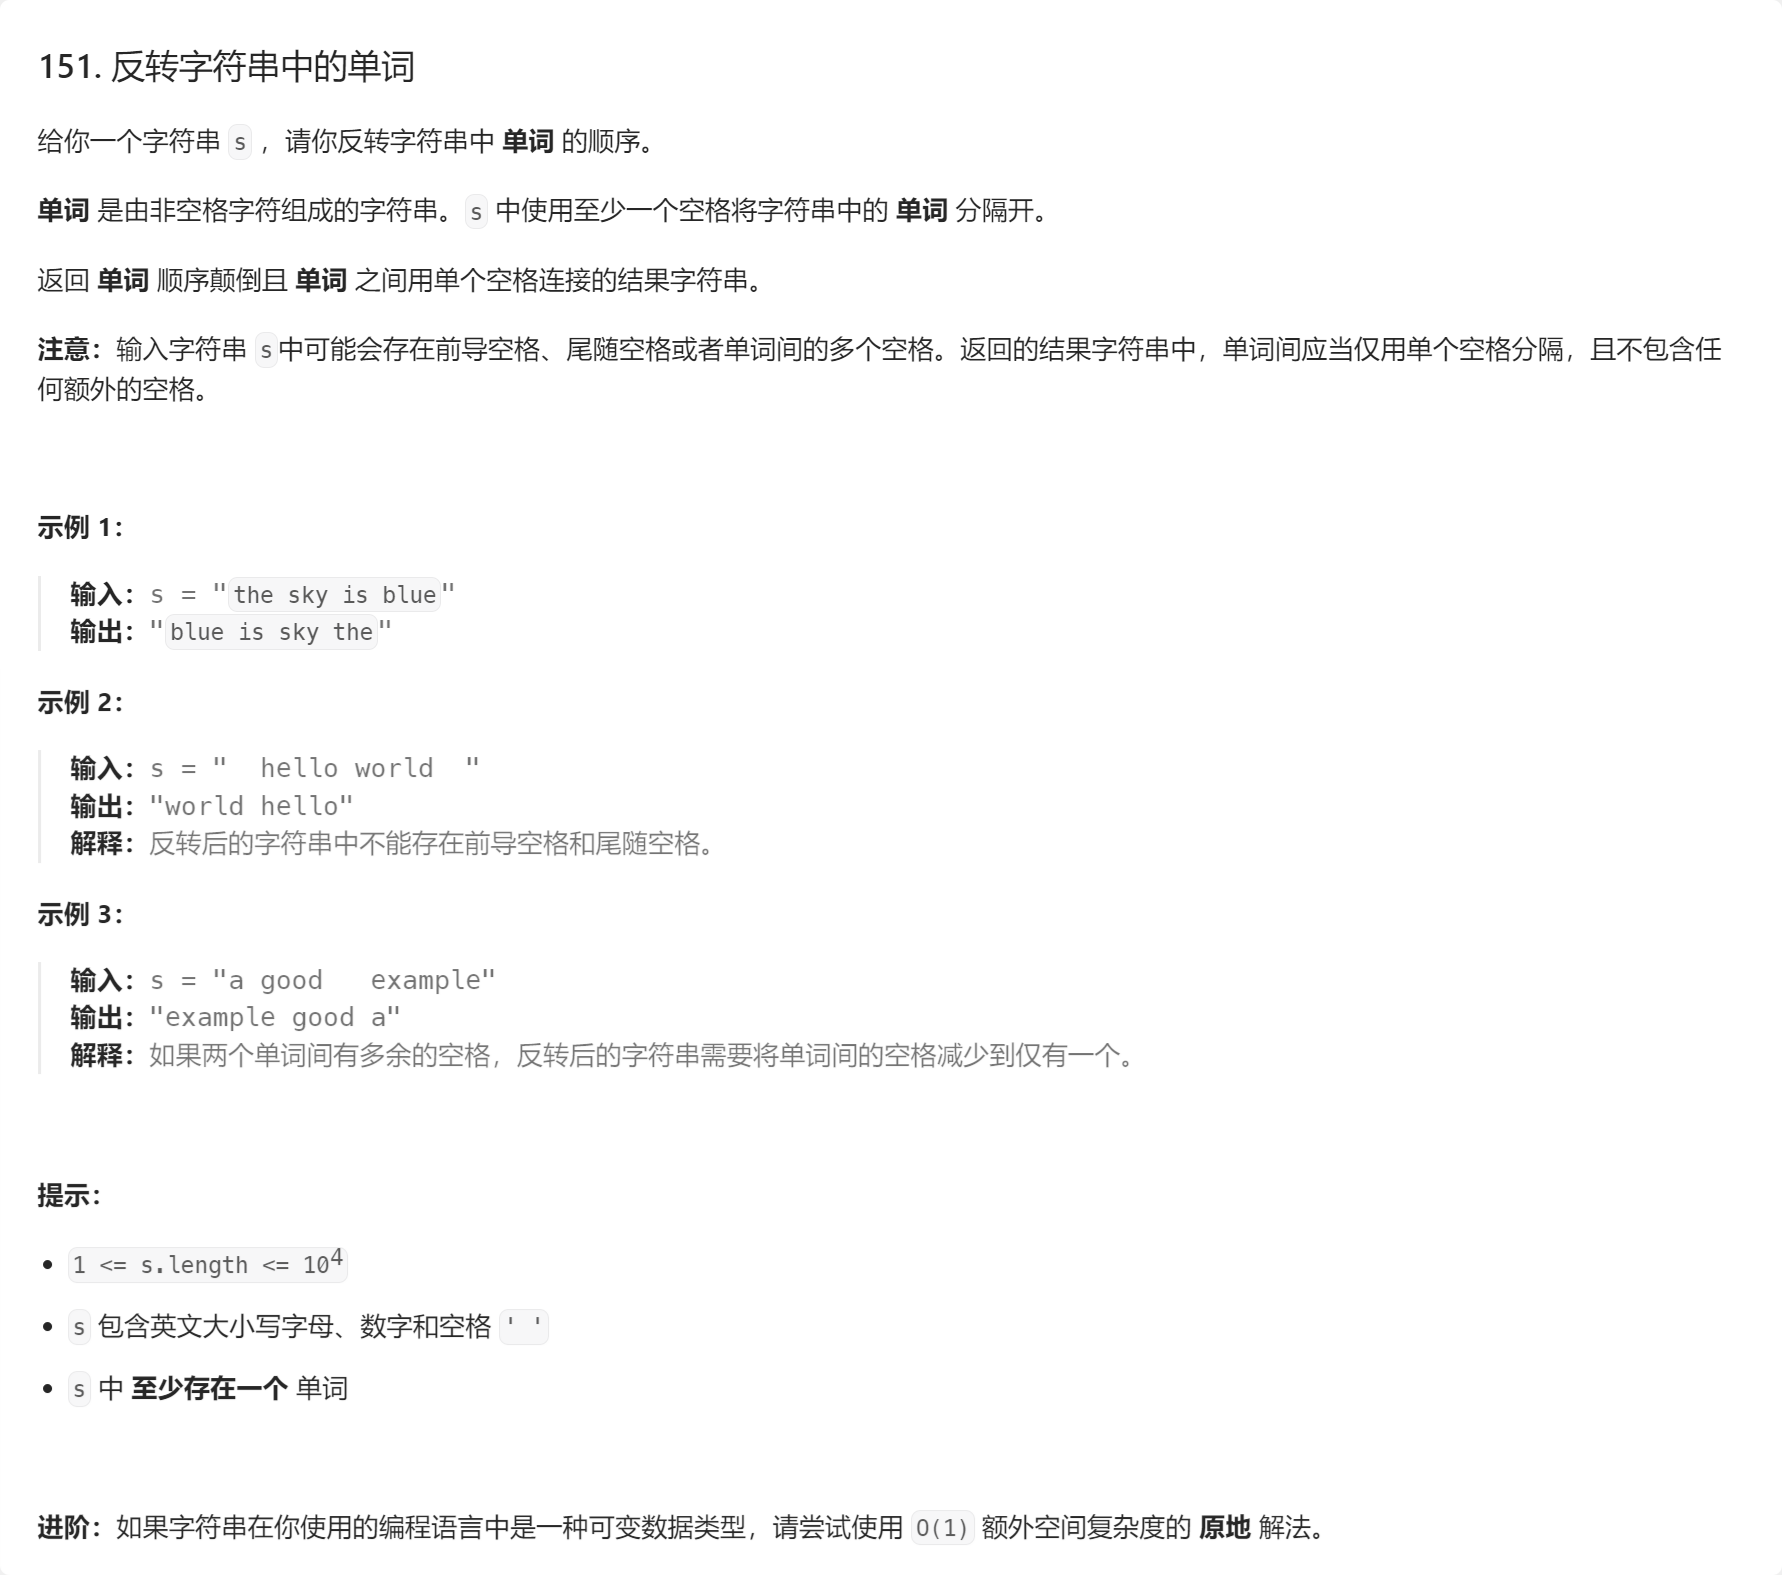 151. 反转字符串中的单词
给你一个字符串 s ，请你反转字符串中 单词 的顺序。
单词 是由非空格字符组成的字符串。s 中使用至少一个空格将字符串中的 单词 分隔开。
返回 单词 顺序颠倒且 单词 之间用单个空格连接的结果字符串。
注意：输入字符串 s中可能会存在前导空格、尾随空格或者单词间的多个空格。返回的结果字符串中，单词间应当仅用单个空格分隔，且不包含任
何额外的空格。
示例 1：
输入：s = "the sky is blue"
输出："blue is sky the"
示例 2：
输入：s = "  hello world  "
输出："world hello"
解释：反转后的字符串中不能存在前导空格和尾随空格。
示例 3：
输入：s = "a good   example"
输出："example good a"
解释：如果两个单词间有多余的空格，反转后的字符串需要将单词间的空格减少到仅有一个。
提示：
• 1 <= s.length <= 10⁴
• s 包含英文大小写字母、数字和空格 ' '
• s 中 至少存在一个 单词
进阶：如果字符串在你使用的编程语言中是一种可变数据类型，请尝试使用 O(1) 额外空间复杂度的 原地 解法。